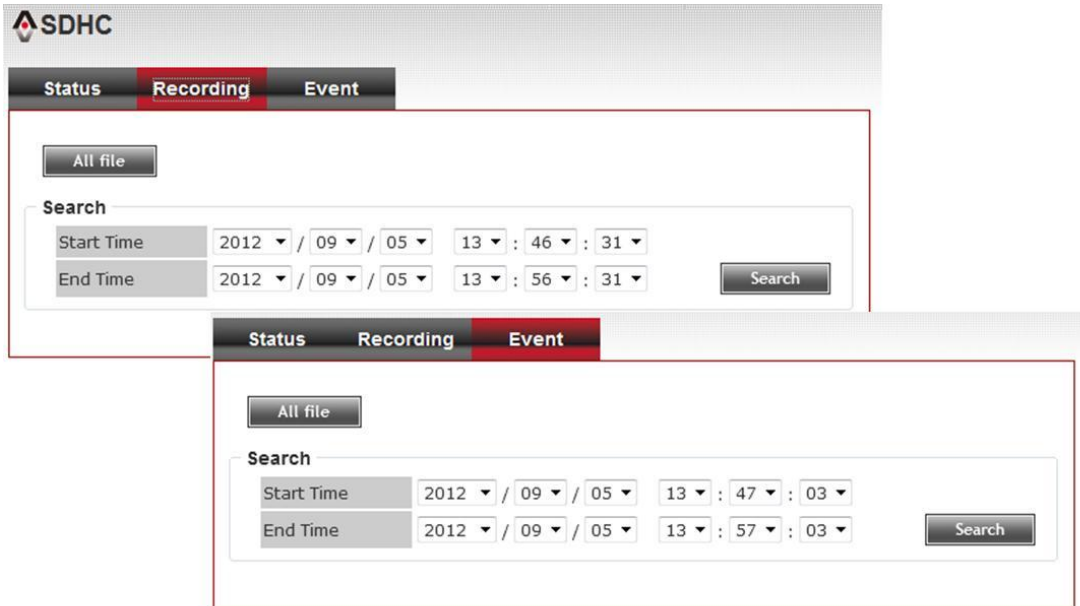 SDHC
Status Recording Event
All file
Search
Start Time 2012 / 09 / 05 13 : 46 : 31
End Time 2012 / 09 / 05 13 : 56 : 31 Search
Status Recording Event
All file
Search
Start Time 2012 / 09 / 05 13 : 47 : 03
End Time 2012 / 09 / 05 13 : 57 : 03 Search